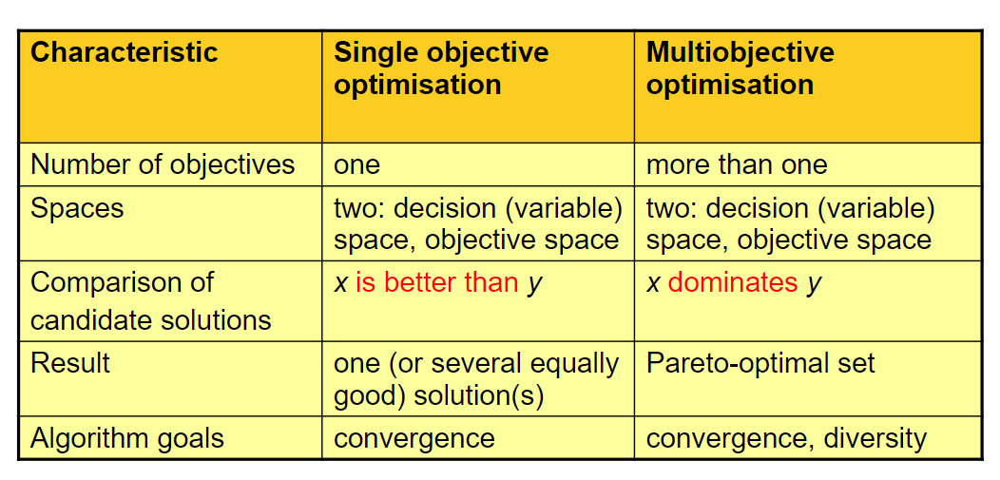 Characteristic
Single objective
optimisation
Multiobjective
optimisation
Number of objectives
one
more than one
Spaces
two: decision (variable)
space, objective space
two: decision (variable)
space, objective space
Comparison of
candidate solutions
x is better than y
x dominates y
Result
one (or several equally
good) solution(s)
Pareto-optimal set
Algorithm goals
convergence
convergence, diversity